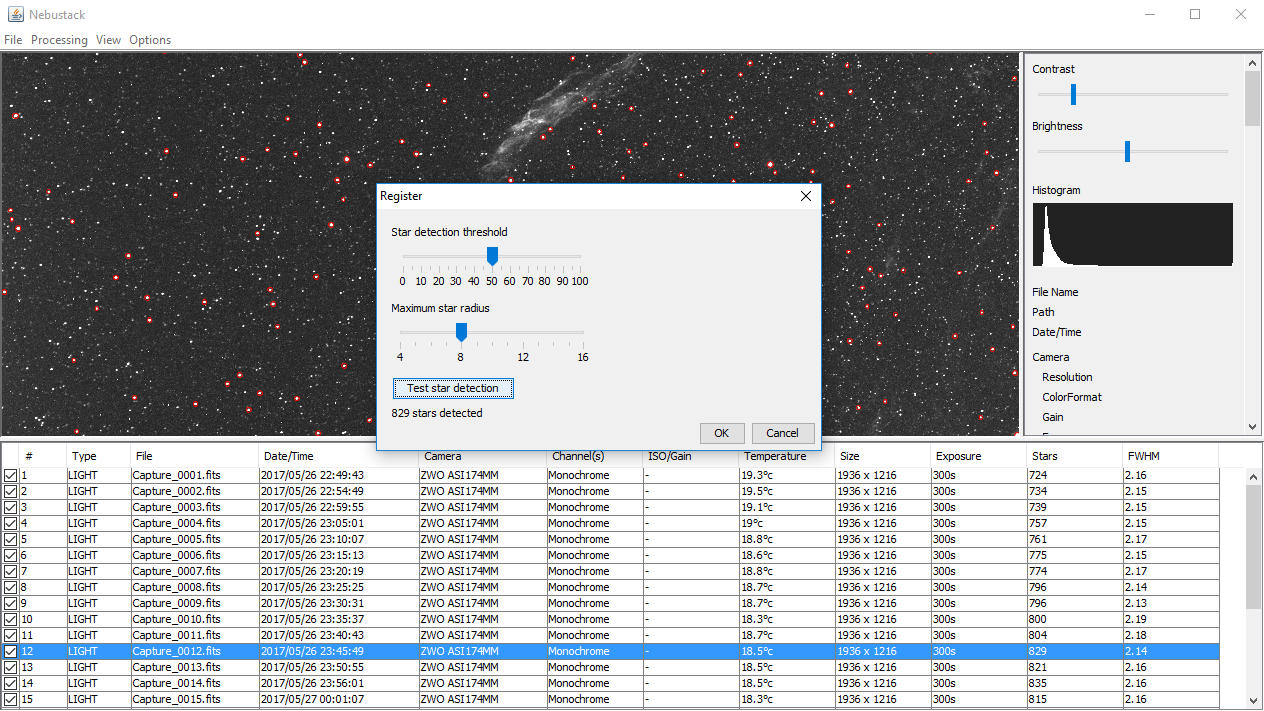 Nebustack
File Processing View Options
Contrast
Brightness
Histogram
File Name
Path
Date/Time
Camera
Resolution
ColorFormat
Gain
Register
Star detection threshold
0 10 20 30 40 50 60 70 80 90 100
Maximum star radius
4 8 12 16
Test star detection
829 stars detected
OK Cancel
# Type File Date/Time Camera Channel(s) ISO/Gain Temperature Size Exposure Stars FWHM
1 LIGHT Capture_0001.fits 2017/05/26 22:49:43 ZWO ASI174MM Monochrome - 19.3°c 1936 x 1216 300s 724 2.16
2 LIGHT Capture_0002.fits 2017/05/26 22:54:49 ZWO ASI174MM Monochrome - 19.5°c 1936 x 1216 300s 734 2.15
3 LIGHT Capture_0003.fits 2017/05/26 22:59:55 ZWO ASI174MM Monochrome - 19.1°c 1936 x 1216 300s 739 2.15
4 LIGHT Capture_0004.fits 2017/05/26 23:05:01 ZWO ASI174MM Monochrome - 19°c 1936 x 1216 300s 757 2.15
5 LIGHT Capture_0005.fits 2017/05/26 23:10:07 ZWO ASI174MM Monochrome - 18.8°c 1936 x 1216 300s 761 2.17
6 LIGHT Capture_0006.fits 2017/05/26 23:15:13 ZWO ASI174MM Monochrome - 18.6°c 1936 x 1216 300s 775 2.15
7 LIGHT Capture_0007.fits 2017/05/26 23:20:19 ZWO ASI174MM Monochrome - 18.8°c 1936 x 1216 300s 774 2.17
8 LIGHT Capture_0008.fits 2017/05/26 23:25:25 ZWO ASI174MM Monochrome - 18.7°c 1936 x 1216 300s 796 2.14
9 LIGHT Capture_0009.fits 2017/05/26 23:30:31 ZWO ASI174MM Monochrome - 18.7°c 1936 x 1216 300s 796 2.13
10 LIGHT Capture_0010.fits 2017/05/26 23:35:37 ZWO ASI174MM Monochrome - 18.3°c 1936 x 1216 300s 800 2.19
11 LIGHT Capture_0011.fits 2017/05/26 23:40:43 ZWO ASI174MM Monochrome - 18.7°c 1936 x 1216 300s 804 2.18
12 LIGHT Capture_0012.fits 2017/05/26 23:45:49 ZWO ASI174MM Monochrome - 18.5°c 1936 x 1216 300s 829 2.14
13 LIGHT Capture_0013.fits 2017/05/26 23:50:55 ZWO ASI174MM Monochrome - 18.5°c 1936 x 1216 300s 821 2.16
14 LIGHT Capture_0014.fits 2017/05/26 23:56:01 ZWO ASI174MM Monochrome - 18.5°c 1936 x 1216 300s 835 2.16
15 LIGHT Capture_0015.fits 2017/05/27 00:01:07 ZWO ASI174MM Monochrome - 18.3°c 1936 x 1216 300s 815 2.16